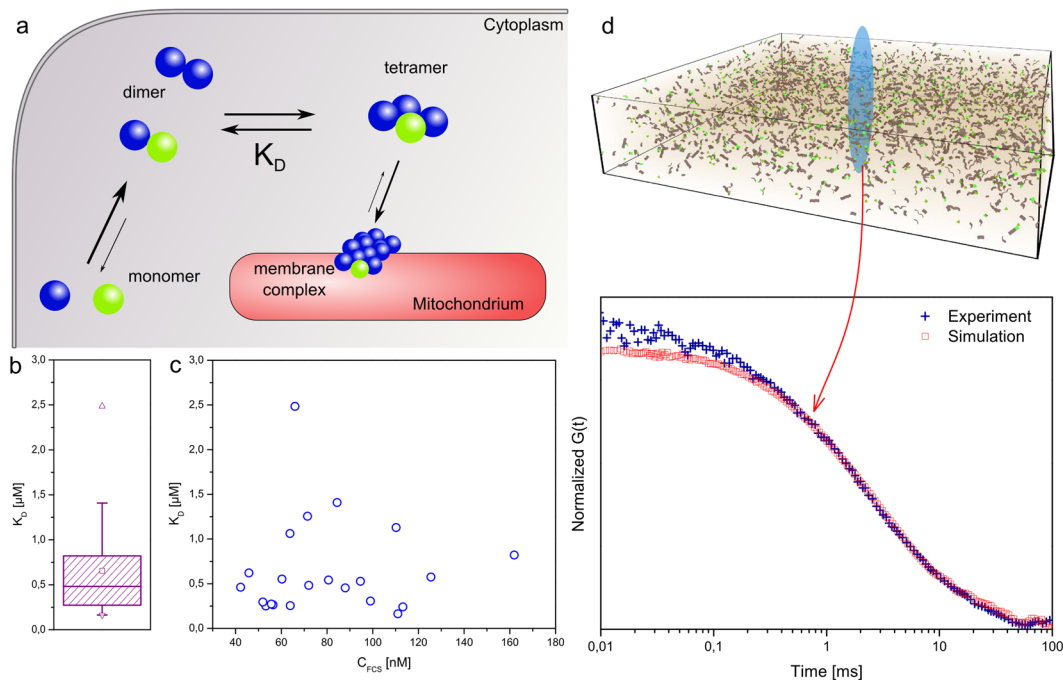 a
Cytoplasm
dimer
tetramer
K_D
monomer
membrane
complex
Mitochondrium
b
3,0
2,5
2,0
1,5
1,0
0,5
0,0
K_D [µM]
c
3,0
2,5
2,0
1,5
1,0
0,5
0,0
K_D [µM]
40
60
80
100
120
140
160
180
C_FCS [nM]
d
Experiment
Simulation
Normalized G(t)
0,01
0,1
1
10
100
Time [ms]